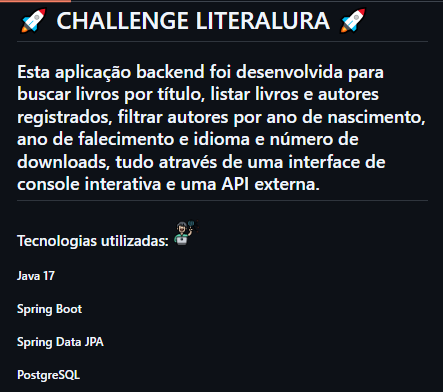 🚀 CHALLENGE LITERALURA 🚀
Esta aplicação backend foi desenvolvida para
buscar livros por título, listar livros e autores
registrados, filtrar autores por ano de nascimento,
ano de falecimento e idioma e número de
downloads, tudo através de uma interface de
console interativa e uma API externa.
Tecnologias utilizadas:
Java 17
Spring Boot
Spring Data JPA
PostgreSQL